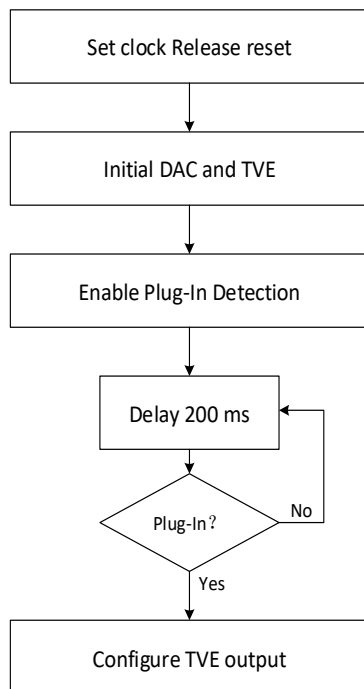 Set clock Release reset
Initial DAC and TVE
Enable Plug-In Detection
Delay 200 ms
Plug-In？
No
Yes
Configure TVE output